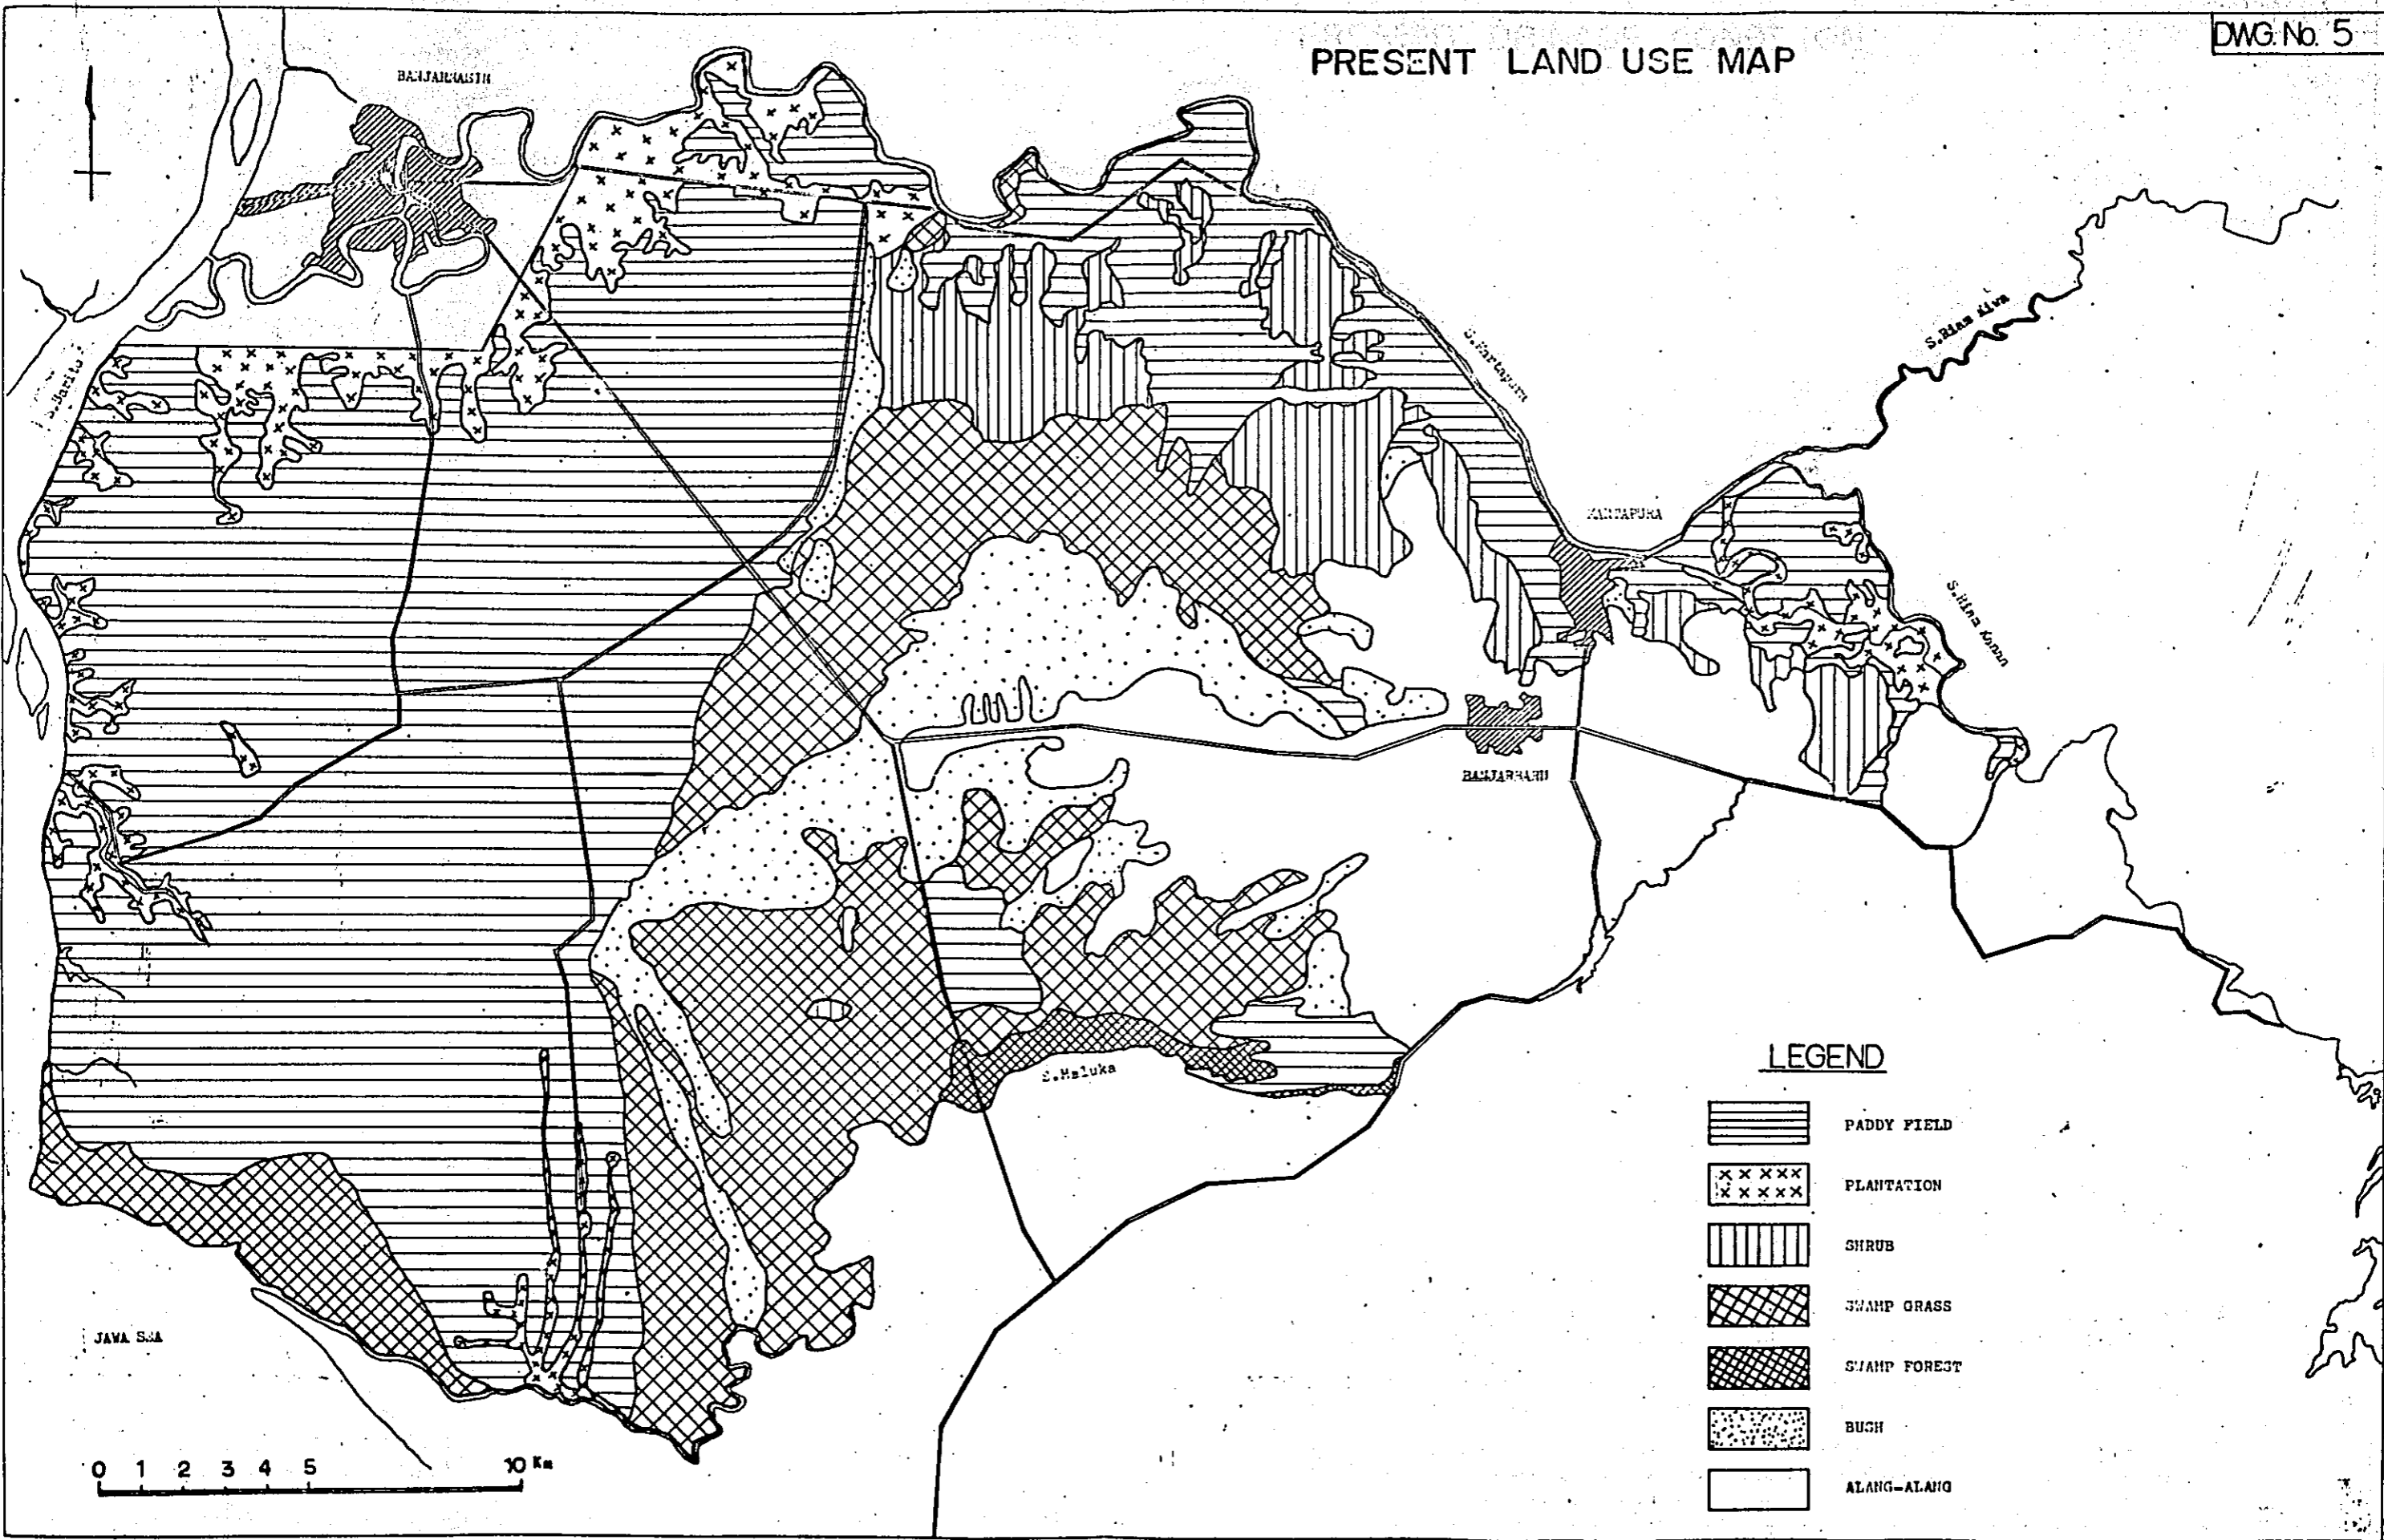 DWG. No. 5
PRESENT LAND USE MAP
BANJARMASIN
S.Barito
S.Martapura
S.Riam Kiwa
MARTAPURA
S.Riam Kanan
BANJARBARU
S.Maluka
JAWA SEA
0 1 2 3 4 5 10 Km
LEGEND
PADDY FIELD
PLANTATION
SHRUB
SWAMP GRASS
SWAMP FOREST
BUSH
ALANG-ALANG